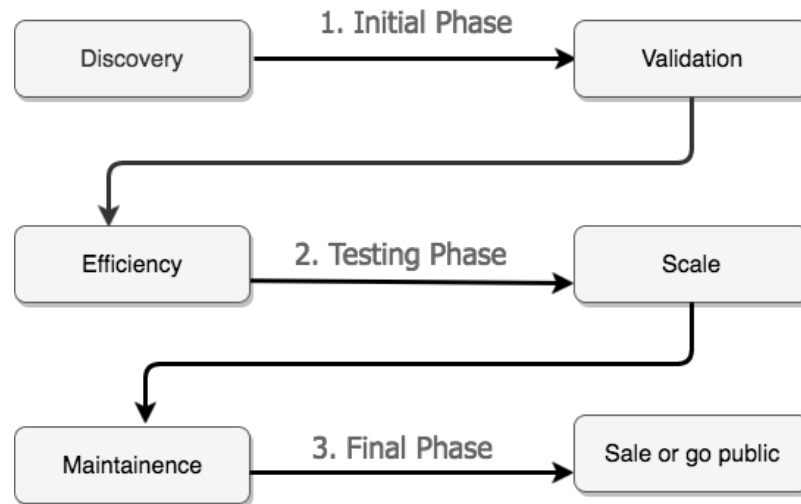 1. Initial Phase
Discovery
Validation
2. Testing Phase
Efficiency
Scale
3. Final Phase
Maintainence
Sale or go public